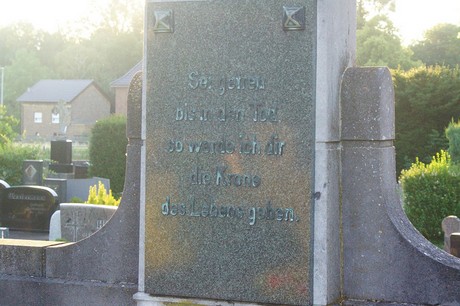 Sei getreu
bis in den Tod
so werde ich dir
die Krone
des Lebens geben.